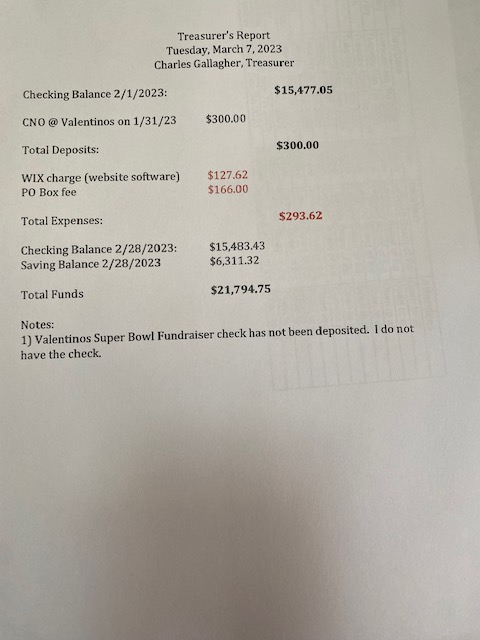 Treasurer's Report
Tuesday, March 7, 2023
Charles Gallagher, Treasurer
Checking Balance 2/1/2023: $15,477.05
CNO @ Valentinos on 1/31/23 $300.00
Total Deposits: $300.00
WIX charge (website software) $127.62
PO Box fee $166.00
Total Expenses: $293.62
Checking Balance 2/28/2023: $15,483.43
Saving Balance 2/28/2023 $6,311.32
Total Funds $21,794.75
Notes:
1) Valentinos Super Bowl Fundraiser check has not been deposited. I do not
have the check.